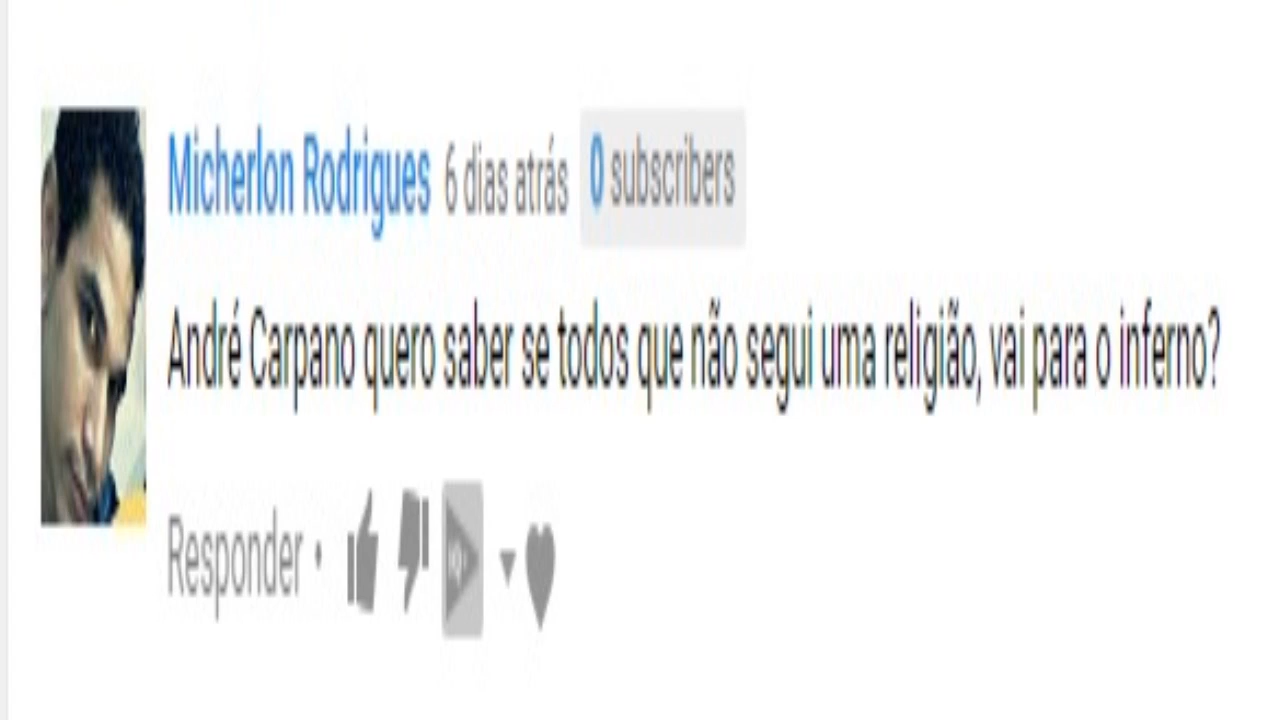 Micherlon Rodrigues 6 dias atrás 0 subscribers
André Carpano quero saber se todos que não segui uma religião, vai para o inferno?
Responder •